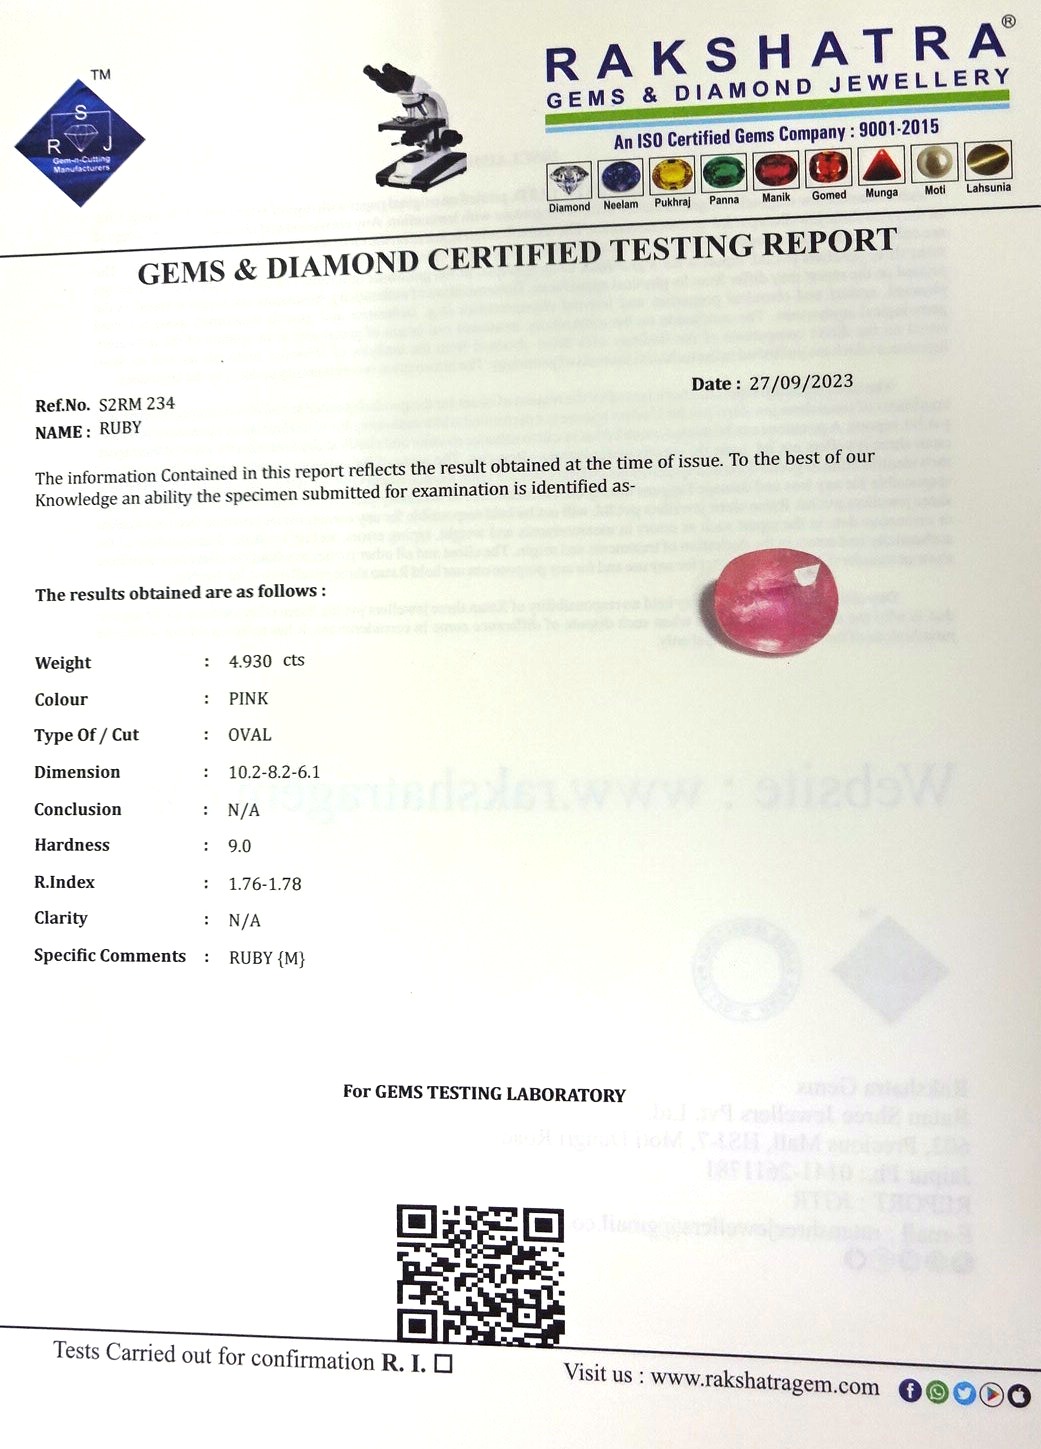 TM
S
R J
Gem-n-Cutting
Manufacturers
RAKSHATRA®
GEMS & DIAMOND JEWELLERY
An ISO Certified Gems Company : 9001-2015
Diamond Neelam Pukhraj Panna Manik Gomed Munga Moti Lahsunia
GEMS & DIAMOND CERTIFIED TESTING REPORT
Date : 27/09/2023
Ref.No. S2RM 234
NAME : RUBY
The information Contained in this report reflects the result obtained at the time of issue. To the best of our
Knowledge an ability the specimen submitted for examination is identified as-
The results obtained are as follows :
Weight : 4.930 cts
Colour : PINK
Type Of / Cut : OVAL
Dimension : 10.2-8.2-6.1
Conclusion : N/A
Hardness : 9.0
R.Index : 1.76-1.78
Clarity : N/A
Specific Comments : RUBY {M}
For GEMS TESTING LABORATORY
Tests Carried out for confirmation R. I. ☐
Visit us : www.rakshatragem.com